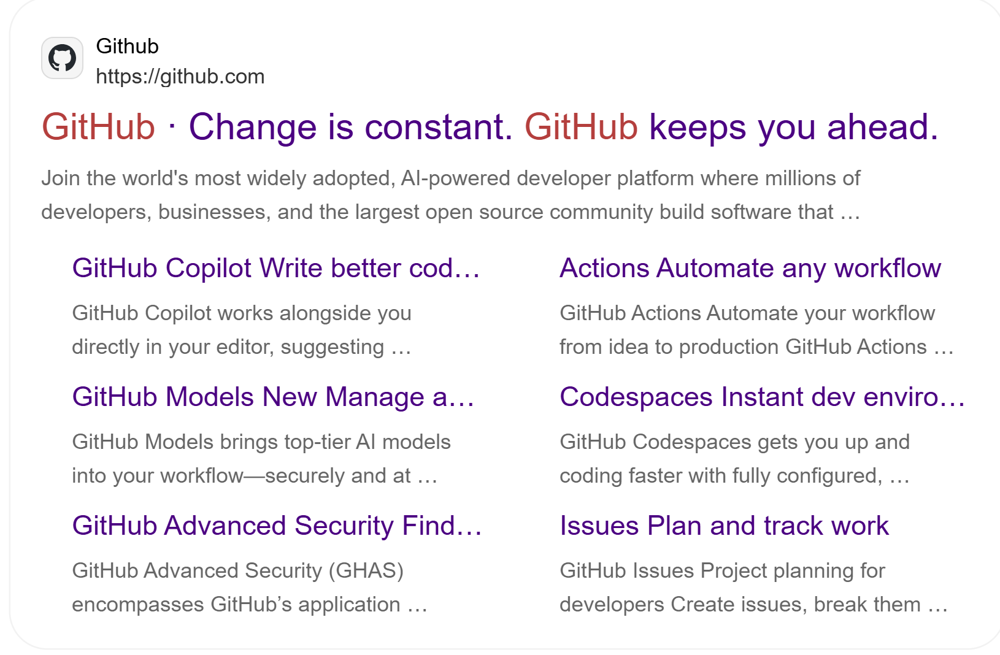 Github
https://github.com
GitHub · Change is constant. GitHub keeps you ahead.
Join the world's most widely adopted, AI-powered developer platform where millions of
developers, businesses, and the largest open source community build software that …
GitHub Copilot Write better cod…
GitHub Copilot works alongside you
directly in your editor, suggesting …
Actions Automate any workflow
GitHub Actions Automate your workflow
from idea to production GitHub Actions …
GitHub Models New Manage a…
GitHub Models brings top-tier AI models
into your workflow—securely and at …
Codespaces Instant dev enviro…
GitHub Codespaces gets you up and
coding faster with fully configured, …
GitHub Advanced Security Find…
GitHub Advanced Security (GHAS)
encompasses GitHub’s application …
Issues Plan and track work
GitHub Issues Project planning for
developers Create issues, break them …